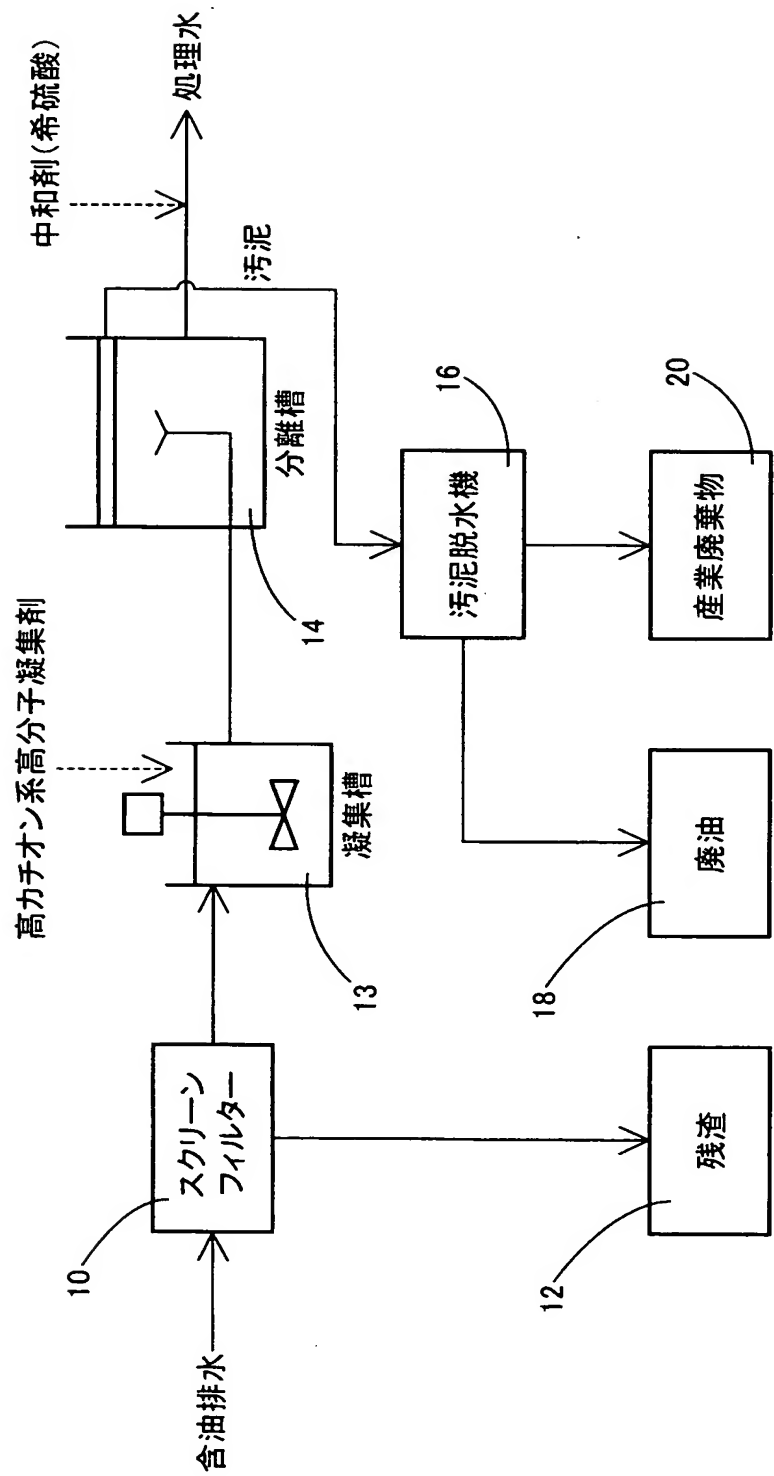 含油排水
10
スクリーン
フィルター
12
残渣
高カチオン系高分子凝集剤
凝集槽
13
分離槽
14
汚泥
中和剤(希硫酸)
処理水
汚泥脱水機
16
廃油
18
産業廃棄物
20